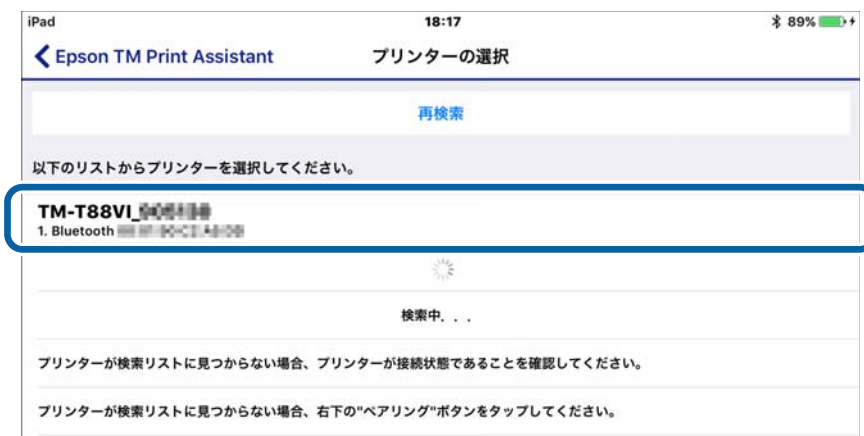 iPad 18:17 89%
Epson TM Print Assistant プリンターの選択
再検索
以下のリストからプリンターを選択してください。
TM-T88VI_
1. Bluetooth
検索中．．．
プリンターが検索リストに見つからない場合、プリンターが接続状態であることを確認してください。
プリンターが検索リストに見つからない場合、右下の"ペアリング"ボタンをタップしてください。